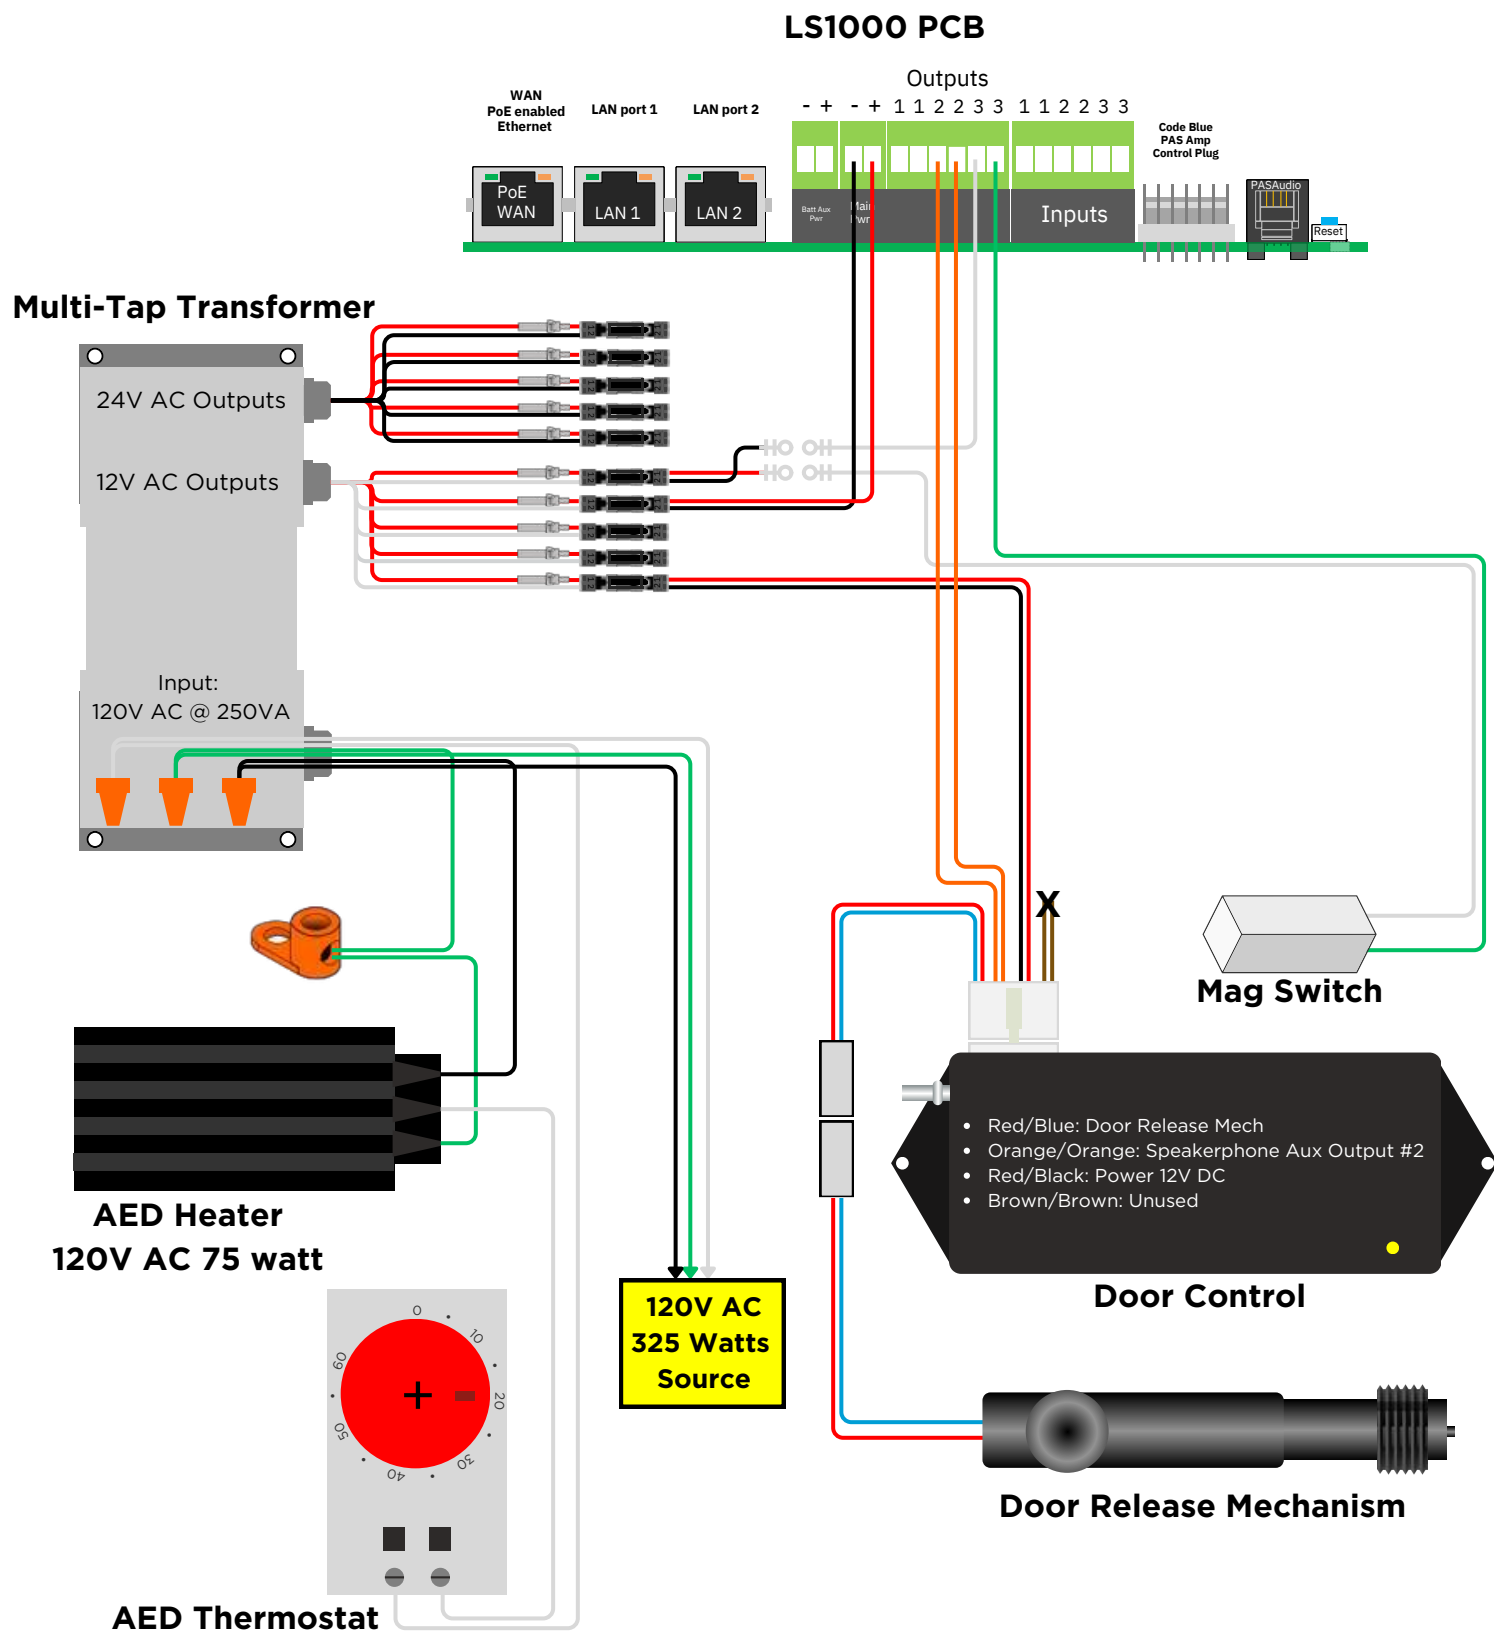 LS1000 PCB
Outputs
WAN
PoE enabled
Ethernet
LAN port 1
LAN port 2
- + - + 1 1 2 2 3 3 1 1 2 2 3 3
Code Blue
PAS Amp
Control Plug
PoE
WAN
LAN 1
LAN 2
Batt Aux
Pwr
Main
Pwr
Inputs
PASAudio
Reset
Multi-Tap Transformer
24V AC Outputs
12V AC Outputs
Input:
120V AC @ 250VA
X
Mag Switch
• Red/Blue: Door Release Mech
• Orange/Orange: Speakerphone Aux Output #2
• Red/Black: Power 12V DC
• Brown/Brown: Unused
Door Control
AED Heater
120V AC 75 watt
120V AC
325 Watts
Source
0
10
20
30
40
50
60
Door Release Mechanism
AED Thermostat